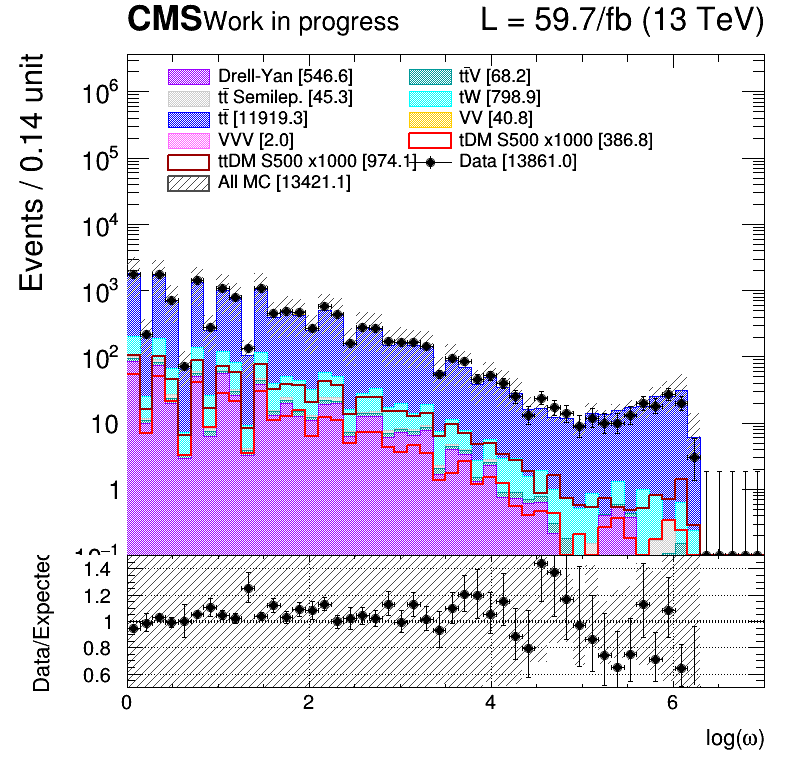 CMS Work in progress L = 59.7/fb (13 TeV)
Events / 0.14 unit
Drell-Yan [546.6] tt̄V [68.2]
tt̄ Semilep. [45.3] tW [798.9]
tt̄ [11919.3] VV [40.8]
VVV [2.0] tDM S500 x1000 [386.8]
ttDM S500 x1000 [974.1] Data [13861.0]
All MC [13421.1]
10⁶
10⁵
10⁴
10³
10²
10
1
10⁻¹
Data/Expected
1.4
1.2
1
0.8
0.6
0 2 4 6
log(ω)